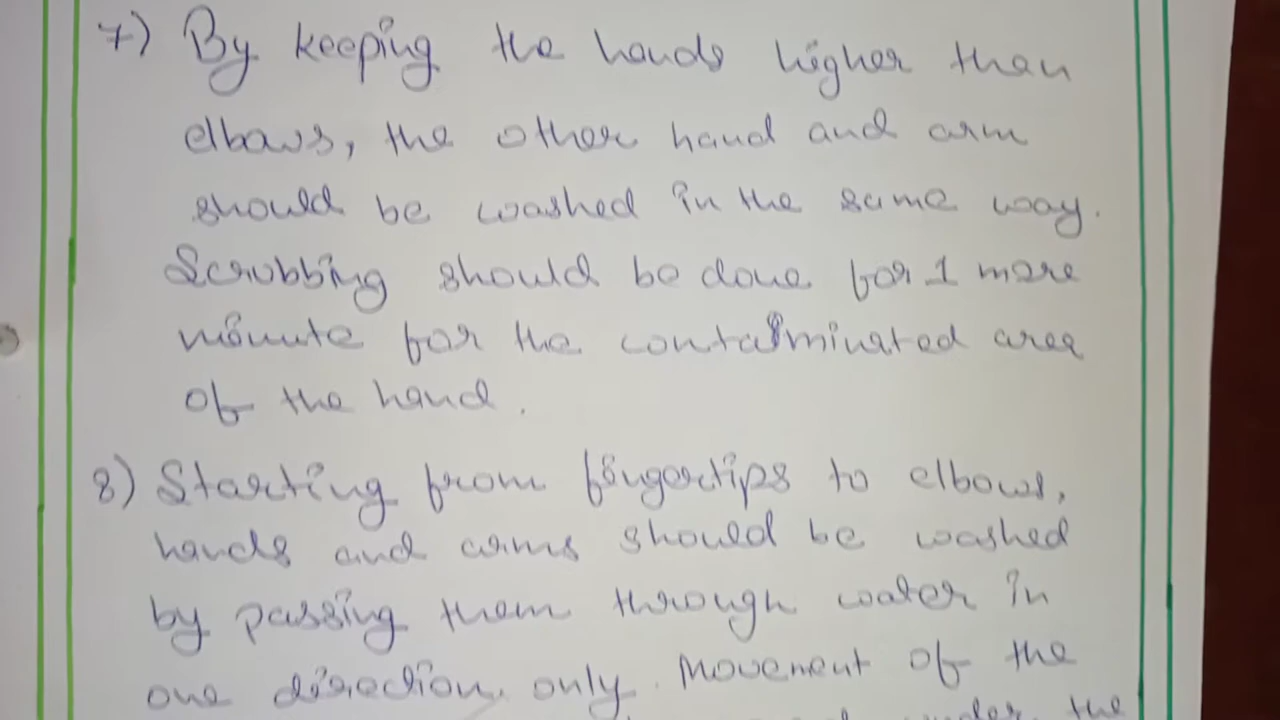 7) By keeping the hands higher than
elbows, the other hand and arm
should be washed in the same way.
Scrubbing should be done for 1 more
minute for the contaminated area
of the hand.
8) Starting from fingertips to elbows,
hands and arms should be washed
by passing them through water in
one direction only. Movement of the
under the